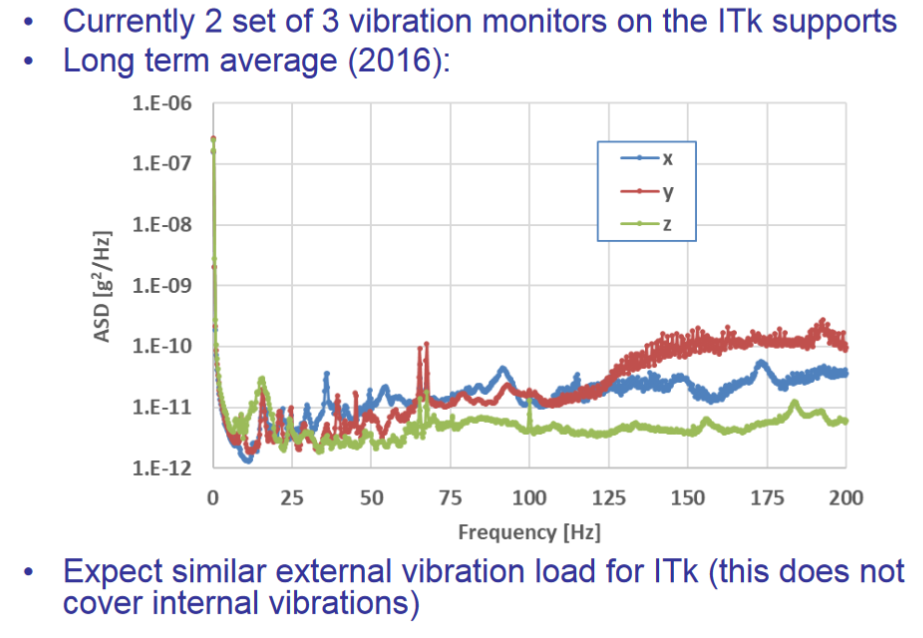 • Currently 2 set of 3 vibration monitors on the ITk supports
• Long term average (2016):
1.E-06
1.E-07
1.E-08
1.E-09
1.E-10
1.E-11
1.E-12
ASD [g²/Hz]
x
y
z
0 25 50 75 100 125 150 175 200
Frequency [Hz]
• Expect similar external vibration load for ITk (this does not
cover internal vibrations)